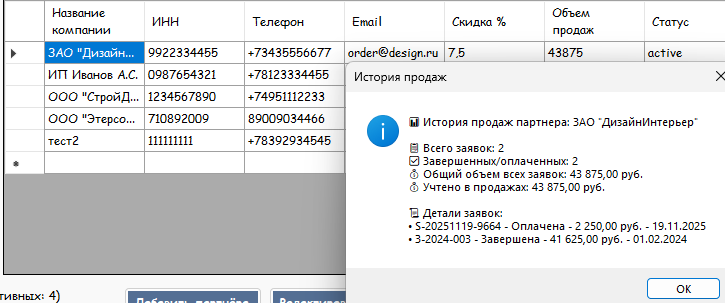 Название компании ИНН Телефон Email Скидка % Объем продаж Статус
ЗАО "Дизайн... 9922334455 +73435556677 order@design.ru 7,5 43875 active
ИП Иванов А.С. 0987654321 +78123334455
ООО "СтройД... 1234567890 +74951112233
ООО "Этерсо... 710892009 89009034466
тест2 111111111 +78392934545
История продаж
История продаж партнера: ЗАО "ДизайнИнтерьер"
Всего заявок: 2
Завершенных/оплаченных: 2
Общий объем всех заявок: 43 875,00 руб.
Учтено в продажах: 43 875,00 руб.
Детали заявок:
• S-20251119-9664 - Оплачена - 2 250,00 руб. - 19.11.2025
• З-2024-003 - Завершена - 41 625,00 руб. - 01.02.2024
OK
тивных: 4)